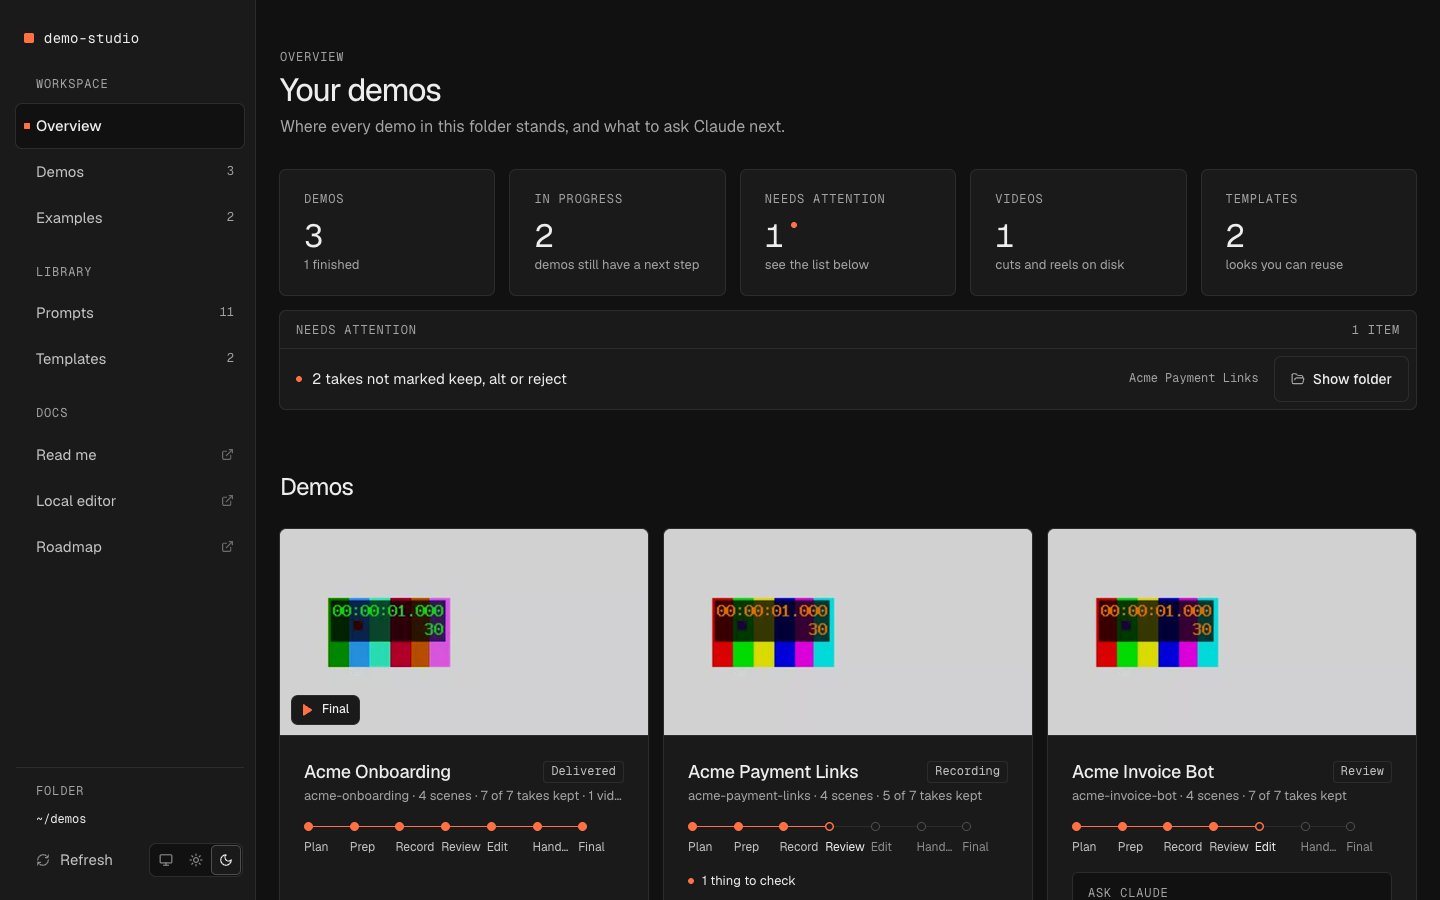 demo-studio
WORKSPACE
Overview
Demos 3
Examples 2
LIBRARY
Prompts 11
Templates 2
DOCS
Read me
Local editor
Roadmap
FOLDER
~/demos
Refresh
OVERVIEW
Your demos
Where every demo in this folder stands, and what to ask Claude next.
DEMOS
3
1 finished
IN PROGRESS
2
demos still have a next step
NEEDS ATTENTION
1
see the list below
VIDEOS
1
cuts and reels on disk
TEMPLATES
2
looks you can reuse
NEEDS ATTENTION 1 ITEM
2 takes not marked keep, alt or reject Acme Payment Links Show folder
Demos
00:00:01.000
30
Final
Acme Onboarding Delivered
acme-onboarding · 4 scenes · 7 of 7 takes kept · 1 vid…
Plan Prep Record Review Edit Hand… Final
00:00:01.000
30
Acme Payment Links Recording
acme-payment-links · 4 scenes · 5 of 7 takes kept
Plan Prep Record Review Edit Hand… Final
1 thing to check
00:00:01.000
30
Acme Invoice Bot Review
acme-invoice-bot · 4 scenes · 7 of 7 takes kept
Plan Prep Record Review Edit Hand… Final
ASK CLAUDE